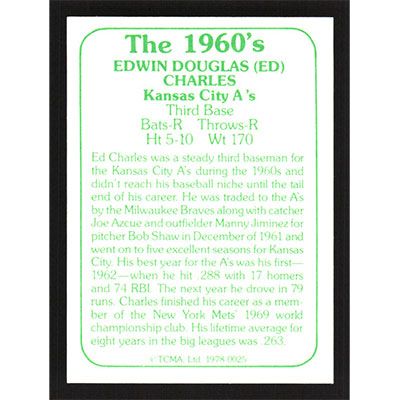 The 1960's
EDWIN DOUGLAS (ED)
CHARLES
Kansas City A's
Third Base
Bats-R Throws-R
Ht 5-10 Wt 170
Ed Charles was a steady third baseman for
the Kansas City A's during the 1960s and
didn't reach his baseball niche until the tail
end of his career. He was traded to the A's
by the Milwaukee Braves along with catcher
Joe Azcue and outfielder Manny Jiminez for
pitcher Bob Shaw in December of 1961 and
went on to five excellent seasons for Kansas
City. His best year for the A's was his first—
1962—when he hit .288 with 17 homers
and 74 RBI. The next year he drove in 79
runs. Charles finished his career as a mem-
ber of the New York Mets' 1969 world
championship club. His lifetime average for
eight years in the big leagues was .263.
© TCMA, Ltd. 1978-0025